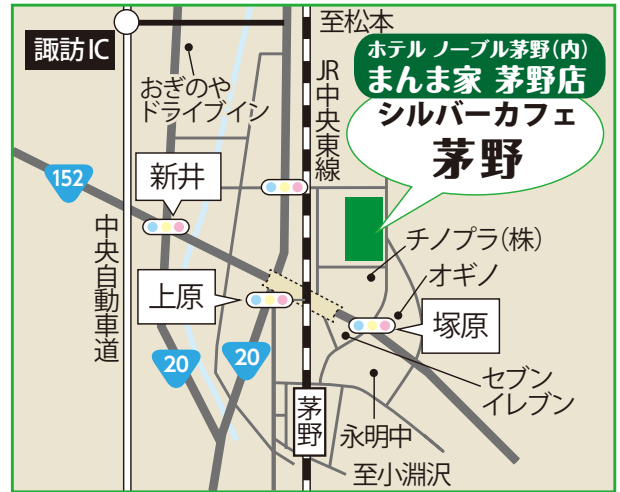 至松本
諏訪IC
ホテル ノーブル茅野(内)
まんま家 茅野店
シルバーカフェ
茅野
おぎのや
ドライブイン
JR中央東線
152
新井
チノプラ(株)
オギノ
中央自動車道
上原
塚原
20
20
セブン
イレブン
茅野
永明中
至小淵沢